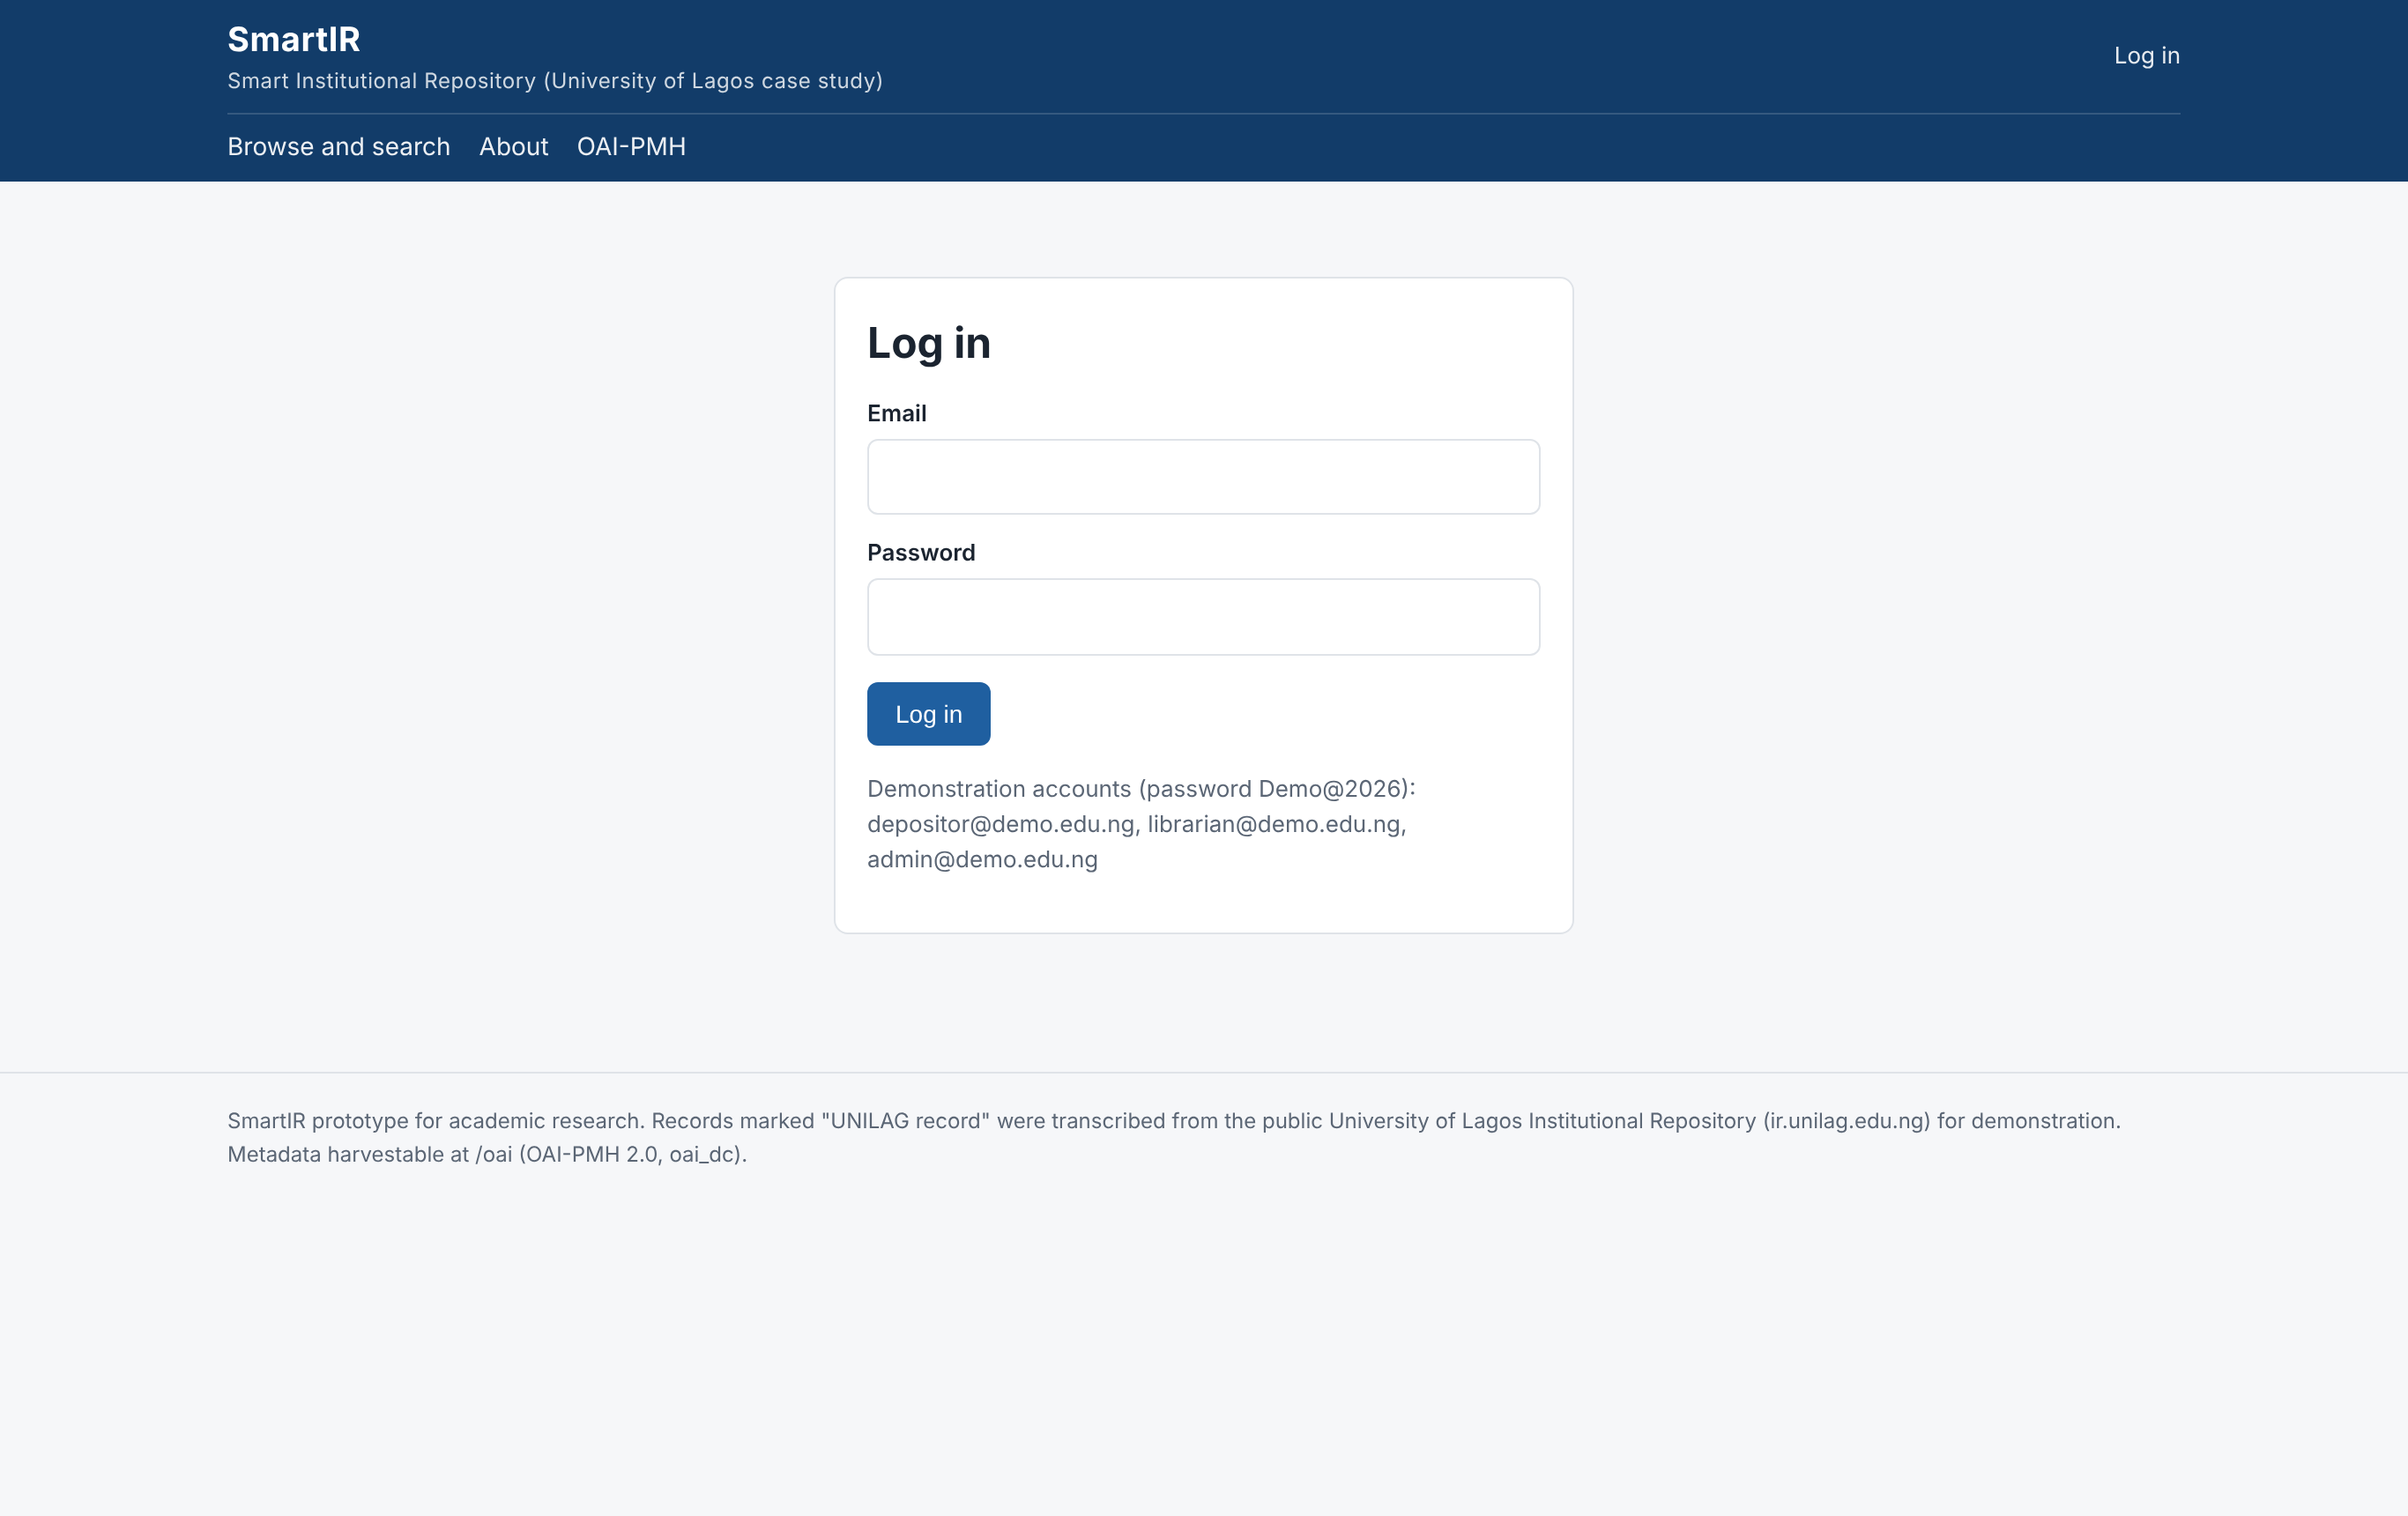 SmartIR
Smart Institutional Repository (University of Lagos case study)
Log in
Browse and search About OAI-PMH
Log in
Email
Password
Log in
Demonstration accounts (password Demo@2026):
depositor@demo.edu.ng, librarian@demo.edu.ng,
admin@demo.edu.ng
SmartIR prototype for academic research. Records marked "UNILAG record" were transcribed from the public University of Lagos Institutional Repository (ir.unilag.edu.ng) for demonstration.
Metadata harvestable at /oai (OAI-PMH 2.0, oai_dc).